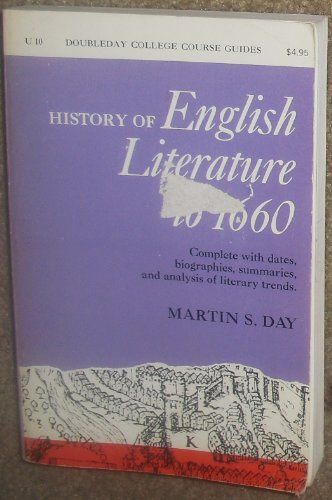 U 10 DOUBLEDAY COLLEGE COURSE GUIDES $4.95
HISTORY OF English
Literature
to 1660
Complete with dates,
biographies, summaries,
and analysis of literary trends.
MARTIN S. DAY
K